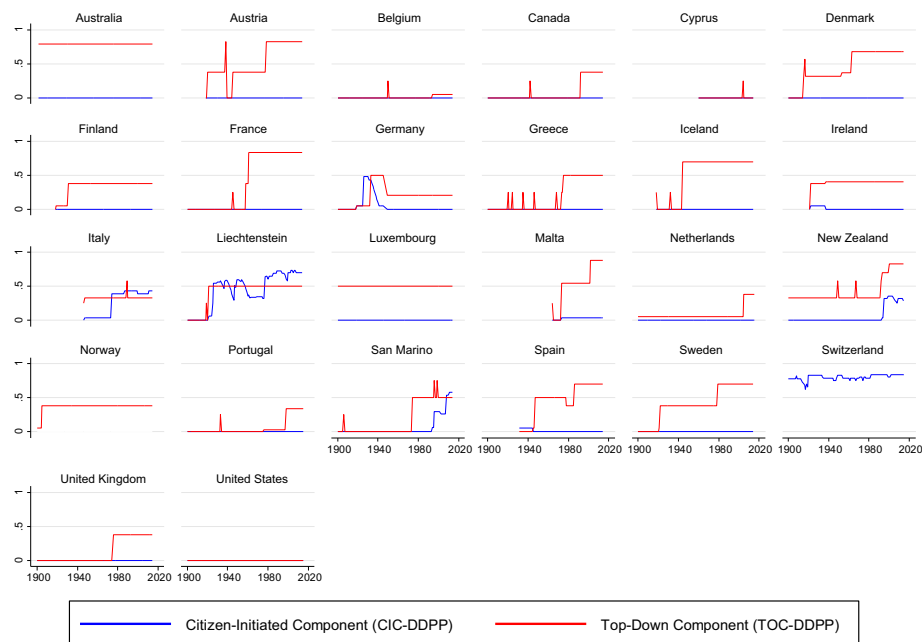 Australia Austria Belgium Canada Cyprus Denmark
0 .5 1
Finland France Germany Greece Iceland Ireland
0 .5 1
Italy Liechtenstein Luxembourg Malta Netherlands New Zealand
0 .5 1
Norway Portugal San Marino Spain Sweden Switzerland
0 .5 1
1900 1940 1980 2020 1900 1940 1980 2020 1900 1940 1980 2020 1900 1940 1980 2020
United Kingdom United States
0 .5 1
1900 1940 1980 2020 1900 1940 1980 2020
Citizen-Initiated Component (CIC-DDPP) Top-Down Component (TOC-DDPP)